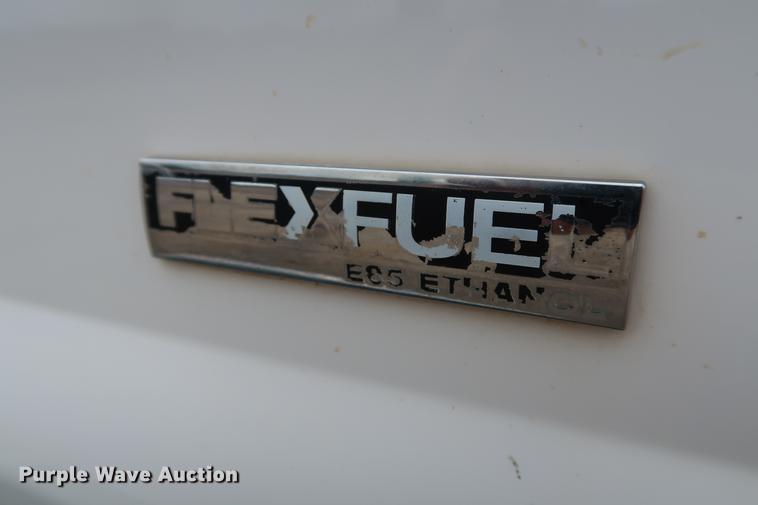 FLEXFUEL
E85 ETHANOL
Purple Wave Auction